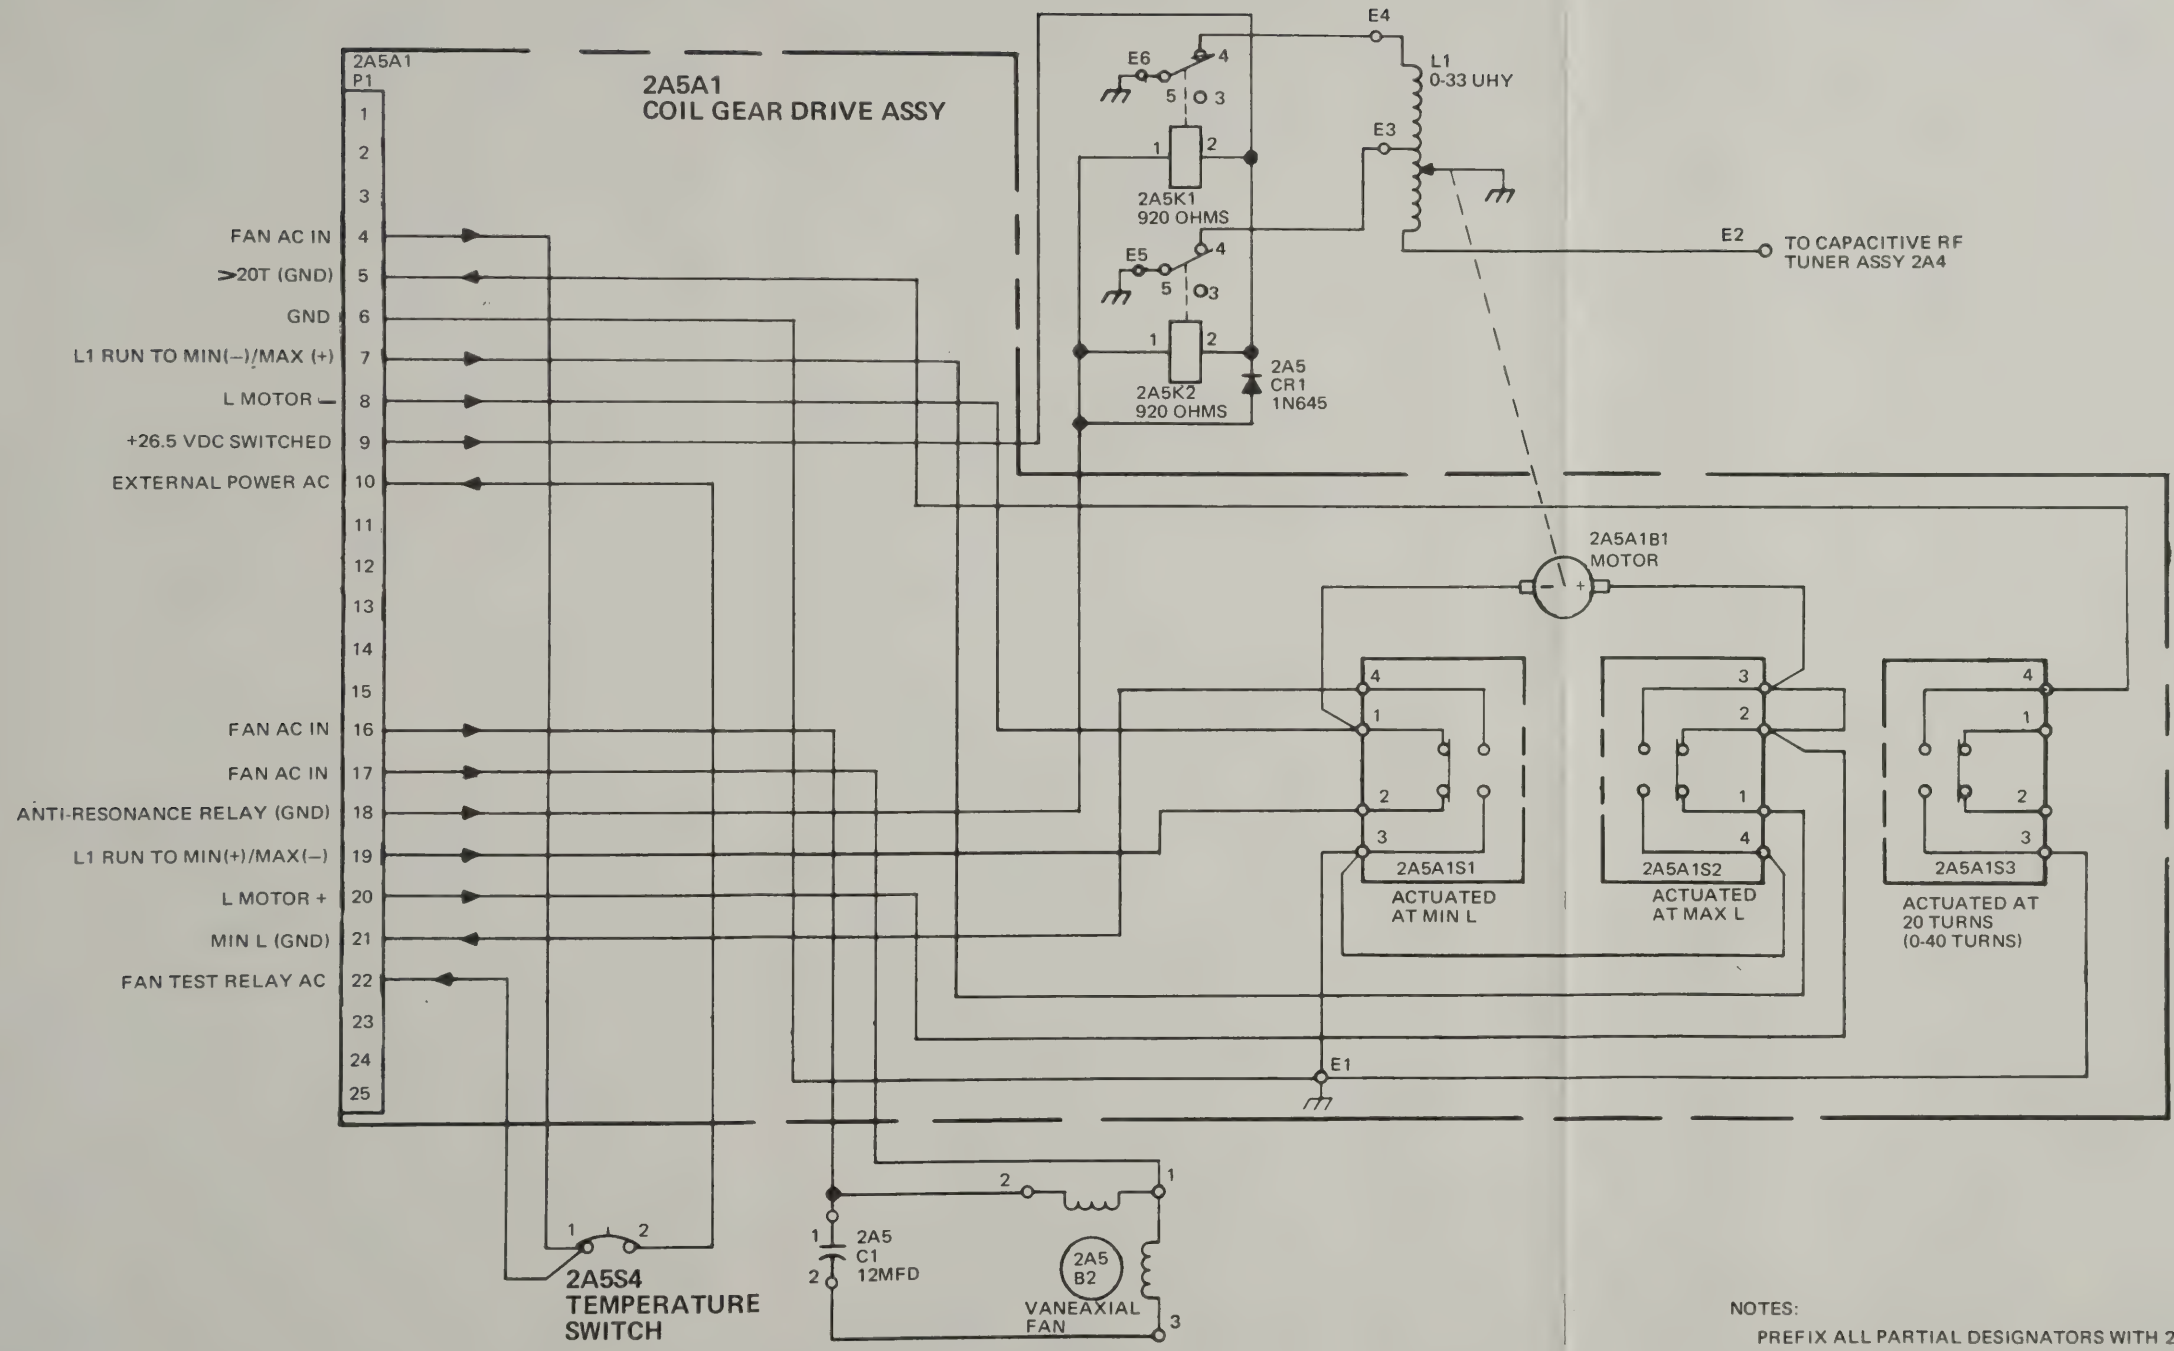 2A5A1
P1
2A5A1
COIL GEAR DRIVE ASSY
1
2
3
FAN AC IN 4
>20T (GND) 5
GND 6
L1 RUN TO MIN(−)/MAX (+) 7
L MOTOR − 8
+26.5 VDC SWITCHED 9
EXTERNAL POWER AC 10
11
12
13
14
15
FAN AC IN 16
FAN AC IN 17
ANTI-RESONANCE RELAY (GND) 18
L1 RUN TO MIN(+)/MAX(−) 19
L MOTOR + 20
MIN L (GND) 21
FAN TEST RELAY AC 22
23
24
25
E4
E6
4
5
3
L1
0-33 UHY
E3
1
2
2A5K1
920 OHMS
E5
4
5
3
1
2
2A5K2
920 OHMS
2A5
CR1
1N645
E2
TO CAPACITIVE RF
TUNER ASSY 2A4
2A5A1B1
MOTOR
− +
4
1
2
3
2A5A1S1
ACTUATED
AT MIN L
3
2
1
4
2A5A1S2
ACTUATED
AT MAX L
4
1
2
3
2A5A1S3
ACTUATED AT
20 TURNS
(0-40 TURNS)
E1
1
2
2A5S4
TEMPERATURE
SWITCH
1
2
2A5
C1
12MFD
2
1
3
2A5
B2
VANEAXIAL
FAN
NOTES:
PREFIX ALL PARTIAL DESIGNATORS WITH 2